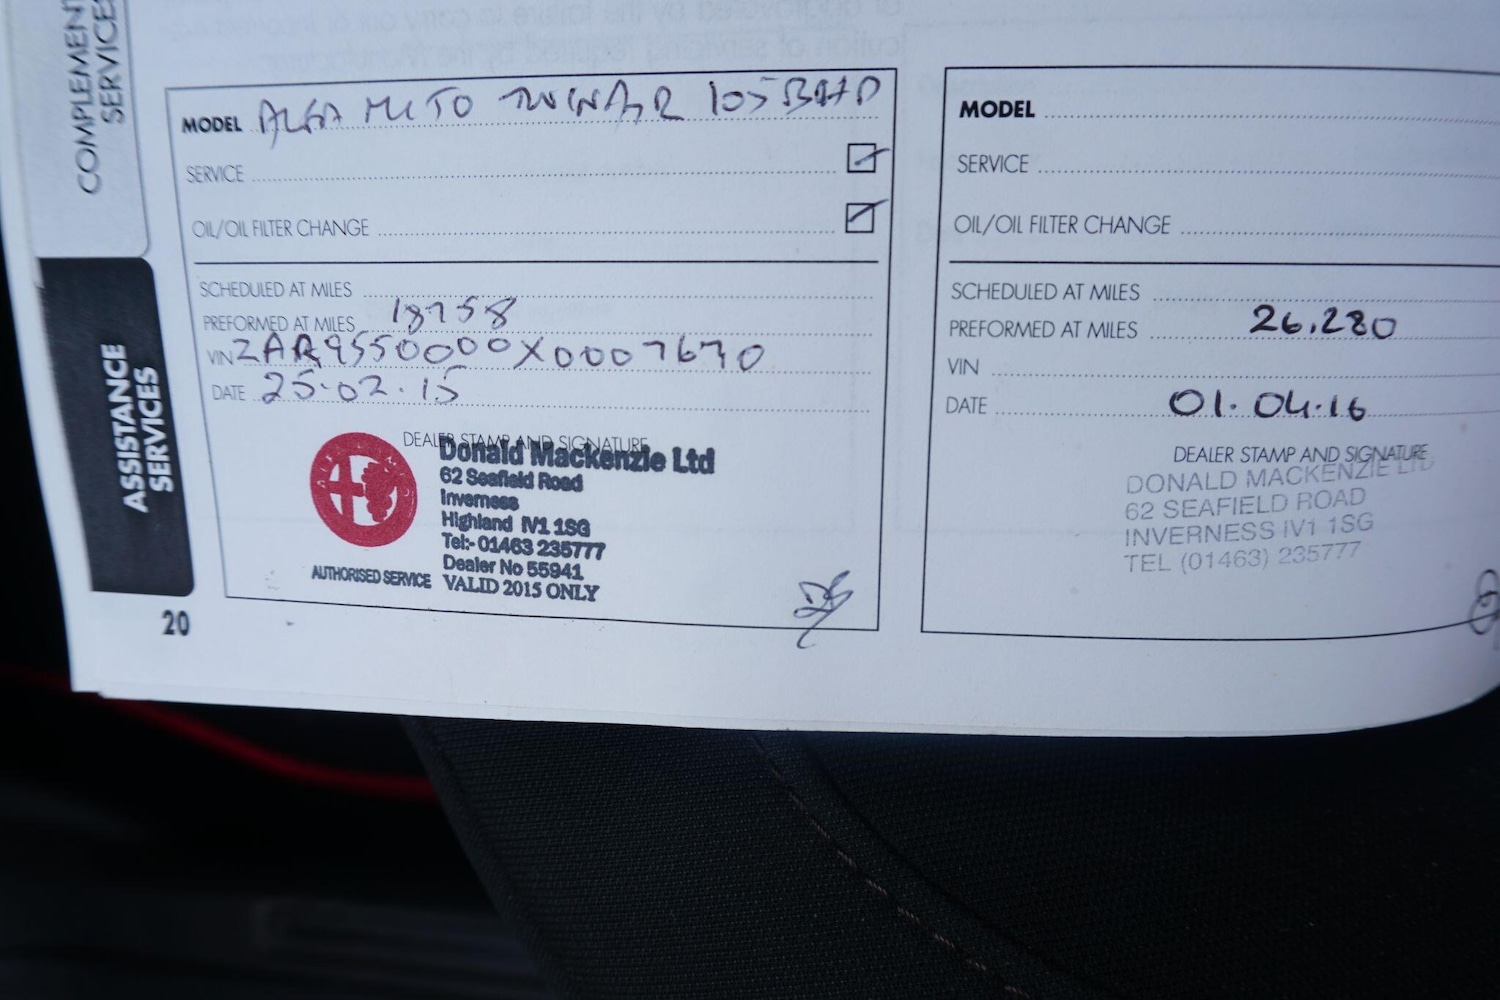 COMPLEMENT
SERVICES
ASSISTANCE
SERVICES
20
MODEL ALFA MITO TWINAIR 105BHP
SERVICE
OIL/OIL FILTER CHANGE
SCHEDULED AT MILES
PREFORMED AT MILES 18758
VIN ZAR9550000X0007670
DATE 25.02.15
DEALER STAMP AND SIGNATURE
Donald Mackenzie Ltd
62 Seafield Road
Inverness
Highland IV1 1SG
Tel:- 01463 235777
Dealer No 55941
AUTHORISED SERVICE VALID 2015 ONLY
MODEL
SERVICE
OIL/OIL FILTER CHANGE
SCHEDULED AT MILES
PREFORMED AT MILES 26,280
VIN
DATE 01.04.16
DEALER STAMP AND SIGNATURE
DONALD MACKENZIE LTD
62 SEAFIELD ROAD
INVERNESS IV1 1SG
TEL (01463) 235777